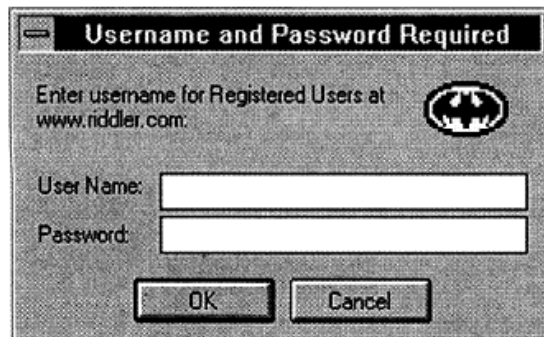 Username and Password Required
Enter username for Registered Users at
www.riddler.com:
User Name:
Password:
OK
Cancel